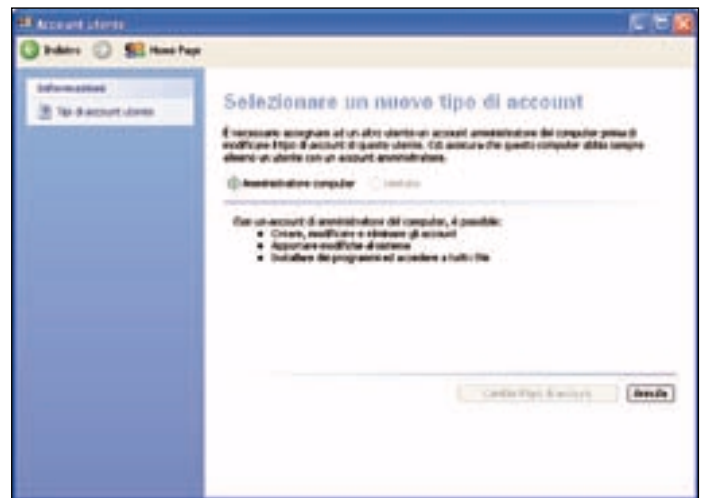 Account utente
Indietro Home Page
Informazioni
Tipi di account utente
Selezionare un nuovo tipo di account
È necessario assegnare ad un altro utente un account amministratore del computer prima di
modificare il tipo di account di questo utente. Ciò assicura che questo computer abbia sempre
almeno un utente con un account amministratore.
Amministratore computer Limitato
Con un account di amministratore del computer, è possibile:
• Creare, modificare e eliminare gli account
• Apportare modifiche al sistema
• Installare dei programmi ed accedere a tutti i file
Cambia il tipo di account Annulla